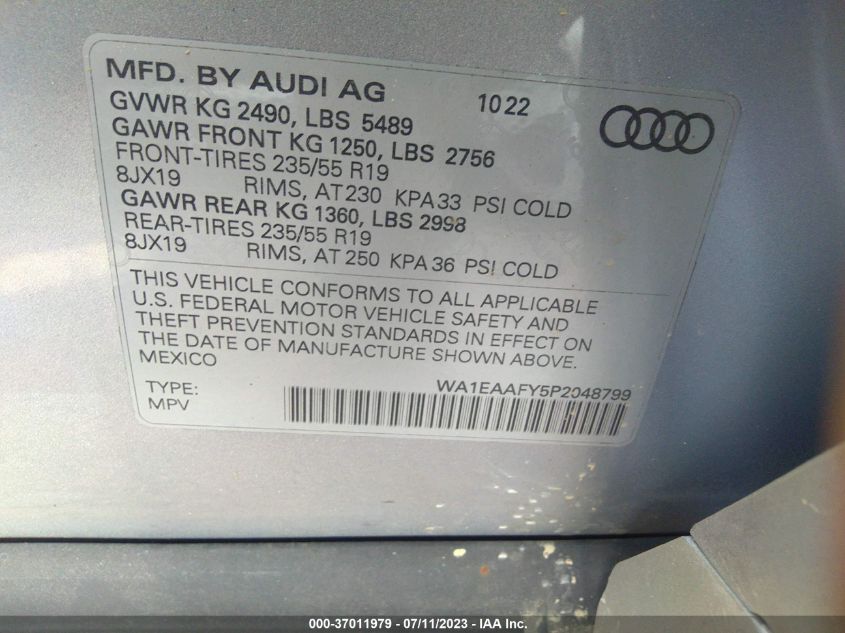 MFD. BY AUDI AG 1022
GVWR KG 2490, LBS 5489
GAWR FRONT KG 1250, LBS 2756
FRONT-TIRES 235/55 R19
8JX19 RIMS, AT 230 KPA 33 PSI COLD
GAWR REAR KG 1360, LBS 2998
REAR-TIRES 235/55 R19
8JX19 RIMS, AT 250 KPA 36 PSI COLD
THIS VEHICLE CONFORMS TO ALL APPLICABLE
U.S. FEDERAL MOTOR VEHICLE SAFETY AND
THEFT PREVENTION STANDARDS IN EFFECT ON
THE DATE OF MANUFACTURE SHOWN ABOVE.
MEXICO
TYPE: WA1EAAFY5P2048799
MPV
000-37011979 - 07/11/2023 - IAA Inc.